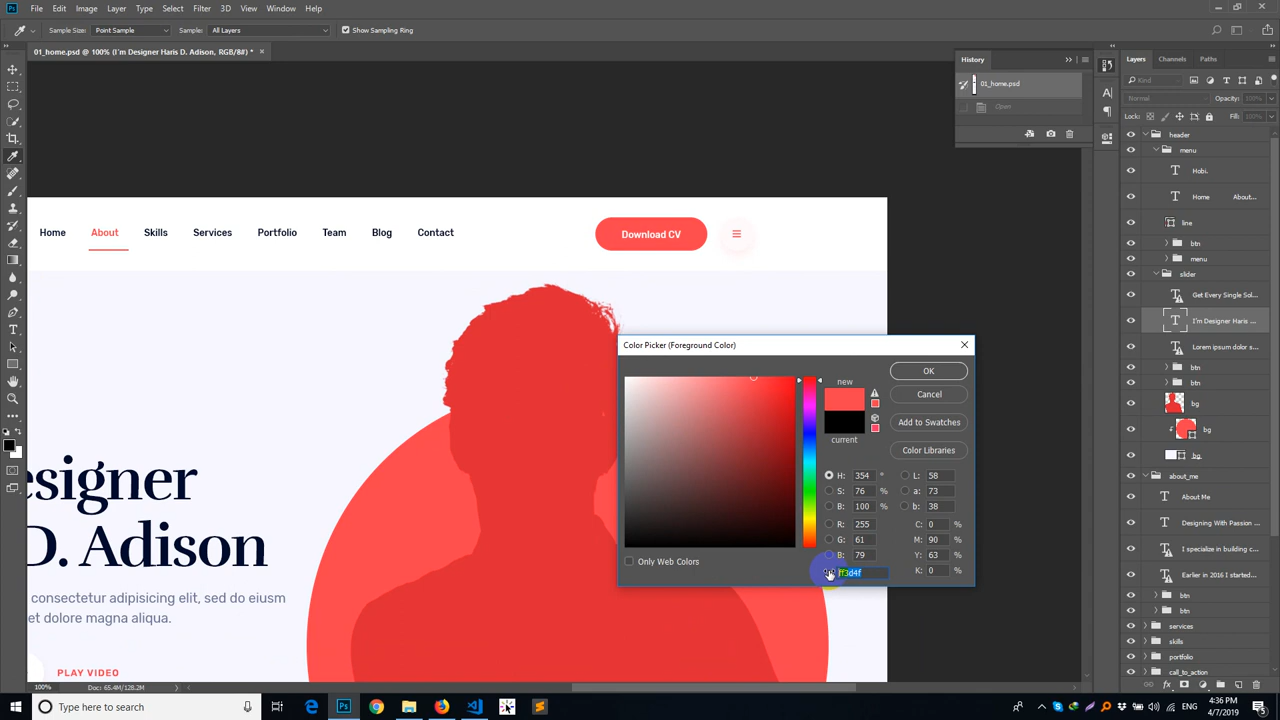 Ps File Edit Image Layer Type Select Filter 3D View Window Help
Sample Size: Point Sample Sample: All Layers Show Sampling Ring
01_home.psd @ 100% (I'm Designer Haris D. Adison, RGB/8#) * ×
History
01_home.psd
Open
Layers Channels Paths
Kind
Normal Opacity: 100%
Lock: Fill: 100%
header
menu
Hobi.
Home About...
line
btn
menu
slider
Get Every Single Sol...
I'm Designer Haris ...
Lorem ipsum dolor s...
btn
btn
bg
bg
bg
about_me
About Me
Designing With Passion ...
I specialize in building c...
Earlier in 2016 I started...
btn
btn
services
skills
portfolio
call_to_action
Home About Skills Services Portfolio Team Blog Contact
Download CV
esigner
D. Adison
consectetur adipisicing elit, sed do eiusm
et dolore magna aliqua.
PLAY VIDEO
Color Picker (Foreground Color)
new
current
OK
Cancel
Add to Swatches
Color Libraries
H: 354 ° L: 58
S: 76 % a: 73
B: 100 % b: 38
R: 255 C: 0 %
G: 61 M: 90 %
B: 79 Y: 63 %
ff3d4f K: 0 %
Only Web Colors
100% Doc: 65.4M/128.2M
Type here to search
ENG
4:36 PM
4/7/2019